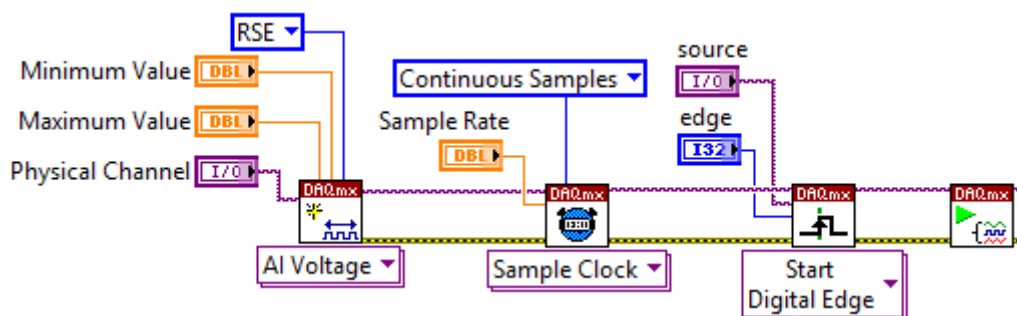 RSE
Minimum Value
DBL
Maximum Value
DBL
Physical Channel
I/O
Continuous Samples
Sample Rate
DBL
source
I/O
edge
I32
DAQmx
DAQmx
DAQmx
DAQmx
AI Voltage
Sample Clock
Start
Digital Edge